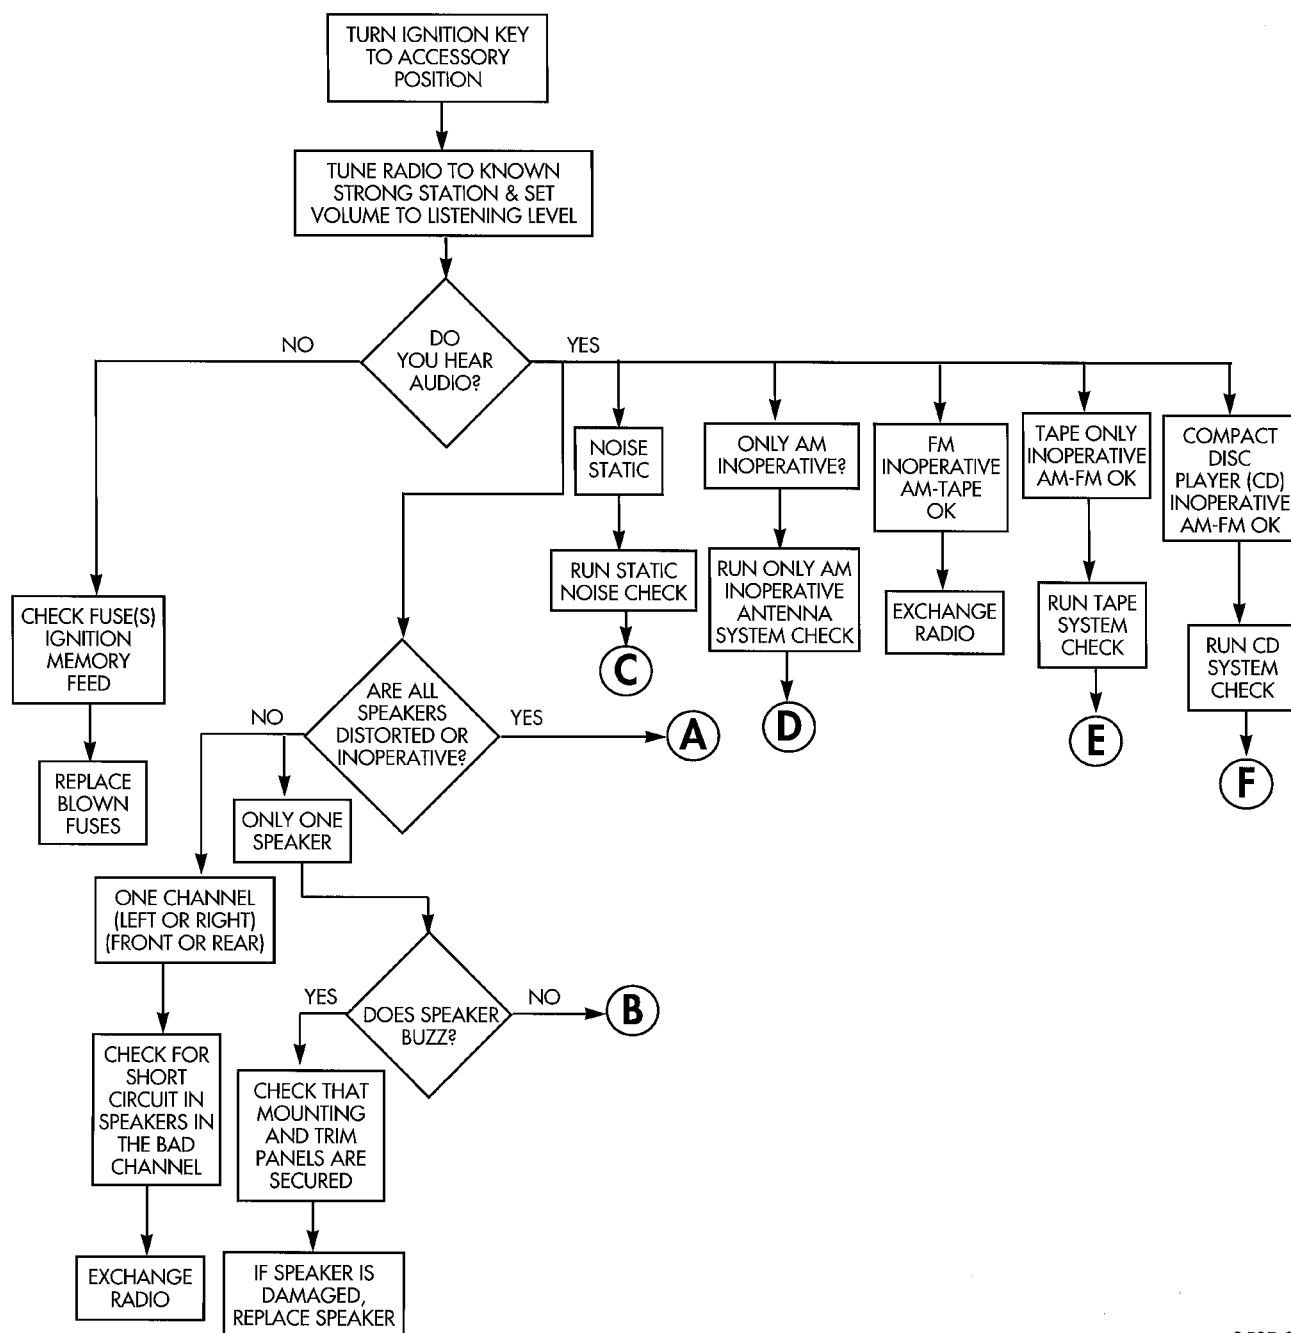 TURN IGNITION KEY
TO ACCESSORY
POSITION
TUNE RADIO TO KNOWN
STRONG STATION & SET
VOLUME TO LISTENING LEVEL
DO
YOU HEAR
AUDIO?
NO
YES
NOISE
STATIC
ONLY AM
INOPERATIVE?
FM
INOPERATIVE
AM-TAPE
OK
TAPE ONLY
INOPERATIVE
AM-FM OK
COMPACT
DISC
PLAYER (CD)
INOPERATIVE
AM-FM OK
RUN STATIC
NOISE CHECK
RUN ONLY AM
INOPERATIVE
ANTENNA
SYSTEM CHECK
EXCHANGE
RADIO
RUN TAPE
SYSTEM
CHECK
RUN CD
SYSTEM
CHECK
C
D
E
F
CHECK FUSE(S)
IGNITION
MEMORY
FEED
REPLACE
BLOWN
FUSES
ARE ALL
SPEAKERS
DISTORTED OR
INOPERATIVE?
NO
YES
A
ONLY ONE
SPEAKER
ONE CHANNEL
(LEFT OR RIGHT)
(FRONT OR REAR)
DOES SPEAKER
BUZZ?
YES
NO
B
CHECK FOR
SHORT
CIRCUIT IN
SPEAKERS IN
THE BAD
CHANNEL
CHECK THAT
MOUNTING
AND TRIM
PANELS ARE
SECURED
EXCHANGE
RADIO
IF SPEAKER IS
DAMAGED,
REPLACE SPEAKER